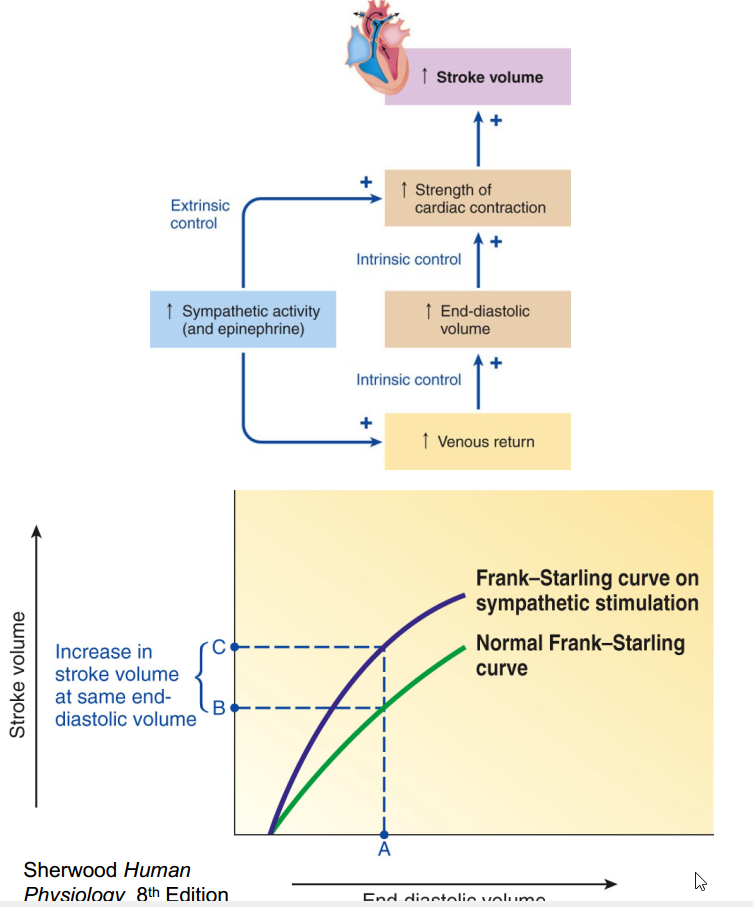 ↑ Stroke volume
+
+
↑ Strength of
cardiac contraction
Extrinsic
control
+
Intrinsic control
↑ Sympathetic activity
(and epinephrine)
↑ End-diastolic
volume
+
Intrinsic control
+
↑ Venous return
Frank–Starling curve on
sympathetic stimulation
Normal Frank–Starling
curve
Stroke volume
Increase in
stroke volume
at same end-
diastolic volume
C
B
A
Sherwood Human
Physiology 8th Edition
End-diastolic volume